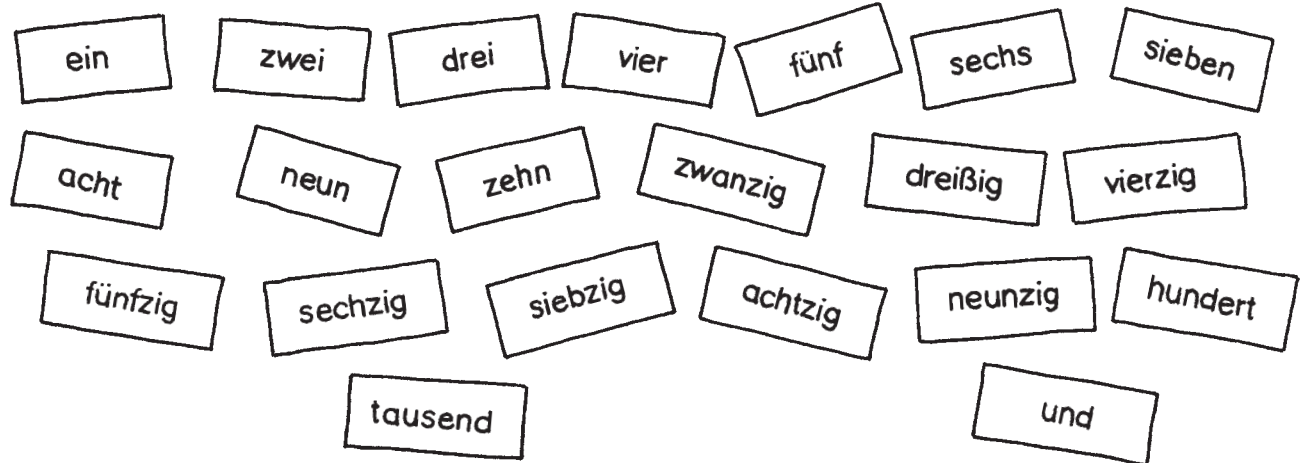 ein zwei drei vier fünf sechs sieben
acht neun zehn zwanzig dreißig vierzig
fünfzig sechzig siebzig achtzig neunzig hundert
tausend und